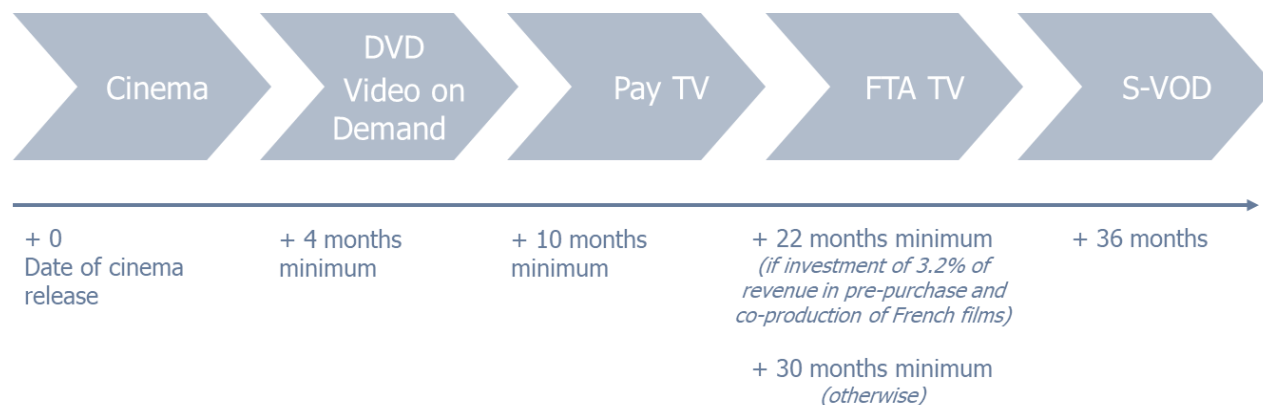 Cinema
DVD
Video on
Demand
Pay TV
FTA TV
S-VOD
+ 0
Date of cinema
release
+ 4 months
minimum
+ 10 months
minimum
+ 22 months minimum
(if investment of 3.2% of
revenue in pre-purchase and
co-production of French films)
+ 30 months minimum
(otherwise)
+ 36 months